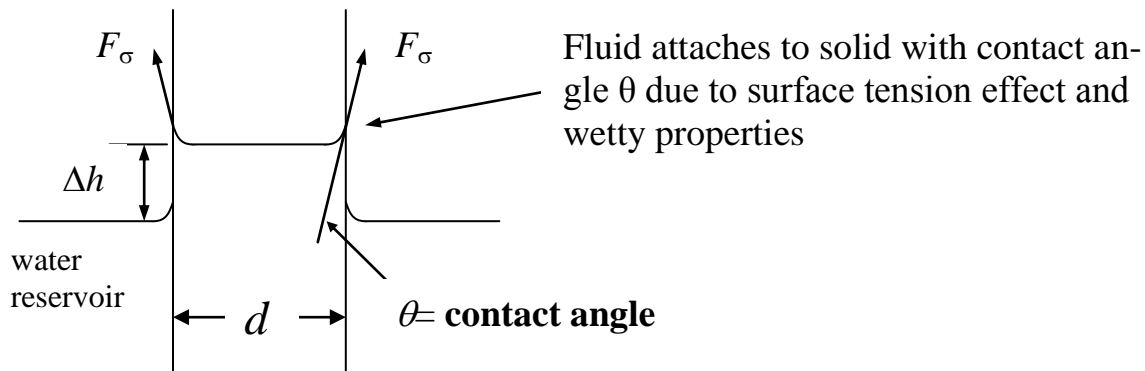 Fσ
Fσ
Fluid attaches to solid with contact an-
gle θ due to surface tension effect and
wetty properties
Δh
water
reservoir
d
θ= contact angle